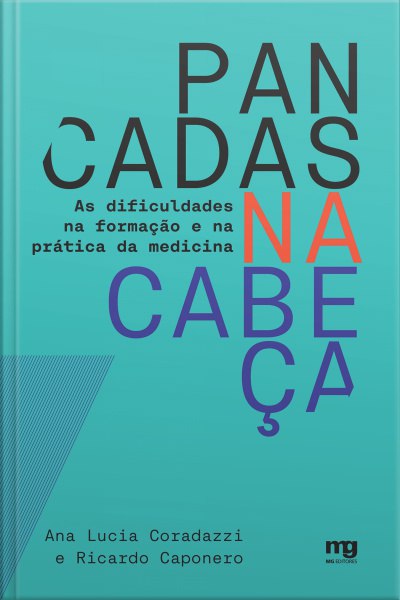 PAN
CADAS
As dificuldades
na formação e na
prática da medicina
NA
CABE
ÇA
Ana Lucia Coradazzi
e Ricardo Caponero
mg
MG EDITORES